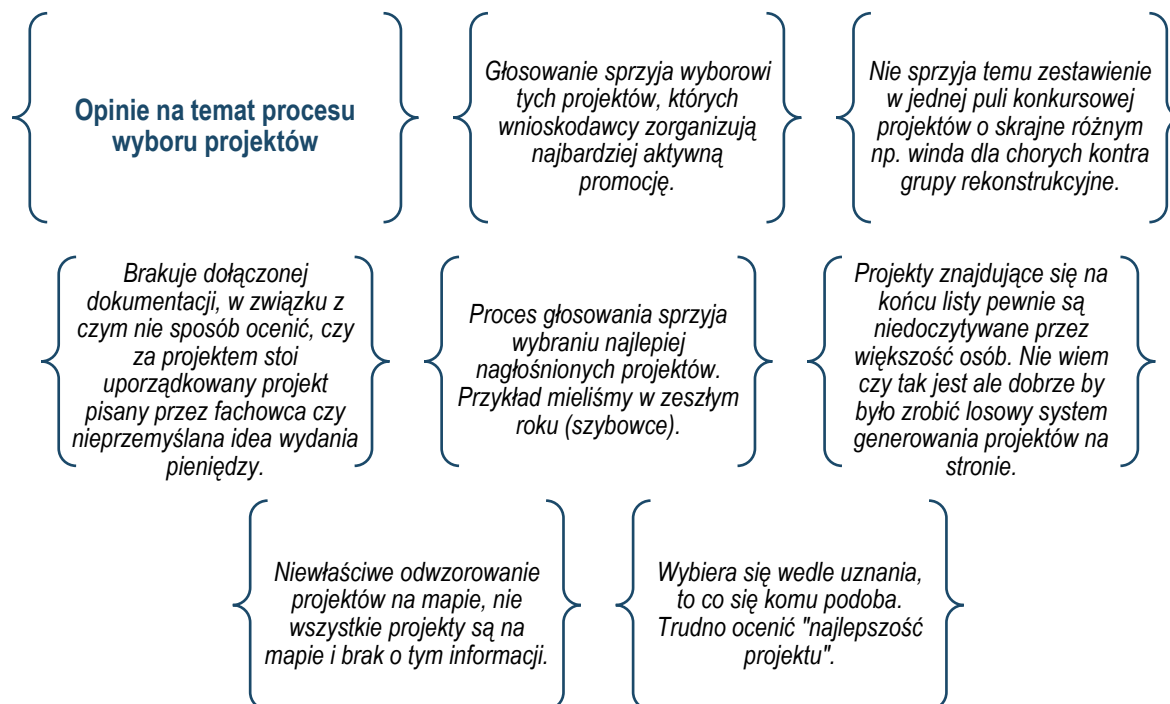 Opinie na temat procesu
wyboru projektów
Głosowanie sprzyja wyborowi
tych projektów, których
wnioskodawcy zorganizują
najbardziej aktywną
promocję.
Nie sprzyja temu zestawienie
w jednej puli konkursowej
projektów o skrajne różnym
np. winda dla chorych kontra
grupy rekonstrukcyjne.
Brakuje dołączonej
dokumentacji, w związku z
czym nie sposób ocenić, czy
za projektem stoi
uporządkowany projekt
pisany przez fachowca czy
nieprzemyślana idea wydania
pieniędzy.
Proces głosowania sprzyja
wybraniu najlepiej
nagłośnionych projektów.
Przykład mieliśmy w zeszłym
roku (szybowce).
Projekty znajdujące się na
końcu listy pewnie są
niedoczytywane przez
większość osób. Nie wiem
czy tak jest ale dobrze by
było zrobić losowy system
generowania projektów na
stronie.
Niewłaściwe odwzorowanie
projektów na mapie, nie
wszystkie projekty są na
mapie i brak o tym informacji.
Wybiera się wedle uznania,
to co się komu podoba.
Trudno ocenić "najlepszość
projektu".